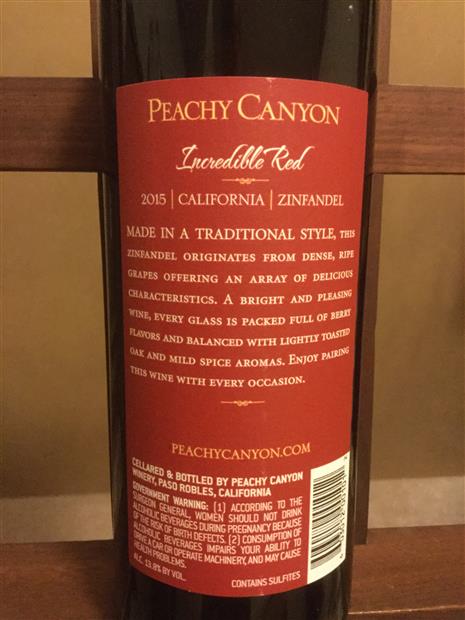 PEACHY CANYON
Incredible Red
2015 | CALIFORNIA | ZINFANDEL
MADE IN A TRADITIONAL STYLE, THIS
ZINFANDEL ORIGINATES FROM DENSE, RIPE
GRAPES OFFERING AN ARRAY OF DELICIOUS
CHARACTERISTICS. A BRIGHT AND PLEASING
WINE, EVERY GLASS IS PACKED FULL OF BERRY
FLAVORS AND BALANCED WITH LIGHTLY TOASTED
OAK AND MILD SPICE AROMAS. ENJOY PAIRING
THIS WINE WITH EVERY OCCASION.
PEACHYCANYON.COM
CELLARED & BOTTLED BY PEACHY CANYON
WINERY, PASO ROBLES, CALIFORNIA
GOVERNMENT WARNING: (1) ACCORDING TO THE
SURGEON GENERAL, WOMEN SHOULD NOT DRINK
ALCOHOLIC BEVERAGES DURING PREGNANCY BECAUSE
OF THE RISK OF BIRTH DEFECTS. (2) CONSUMPTION OF
ALCOHOLIC BEVERAGES IMPAIRS YOUR ABILITY TO
DRIVE A CAR OR OPERATE MACHINERY, AND MAY CAUSE
HEALTH PROBLEMS.
ALC. 13.8% BY VOL.
CONTAINS SULFITES